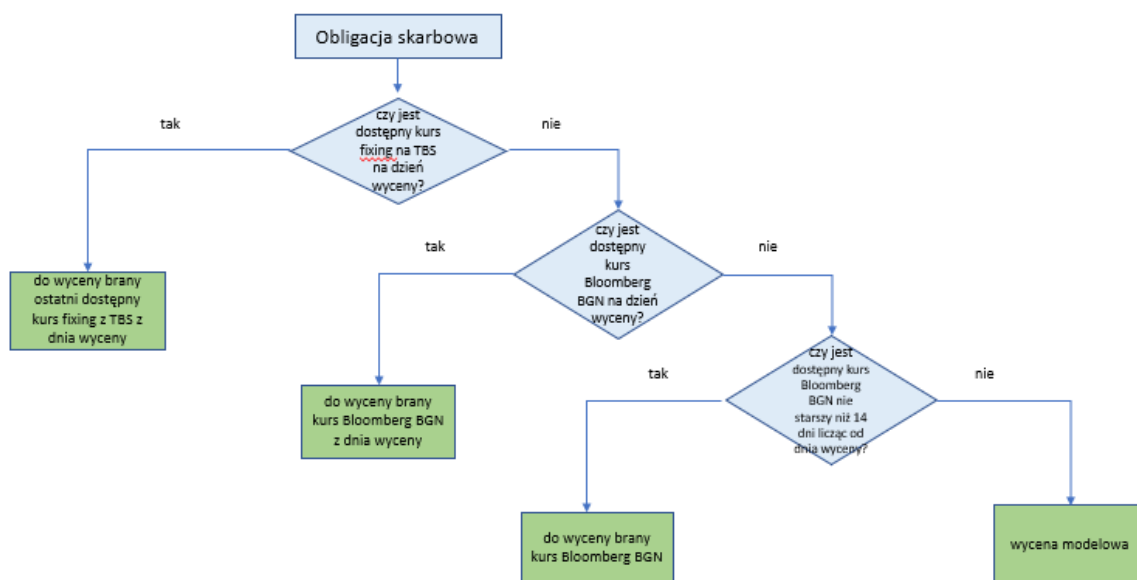 Obligacja skarbowa
czy jest
dostępny kurs
fixing na TBS
na dzień
wyceny?
tak
nie
do wyceny brany
ostatni dostępny
kurs fixing z TBS z
dnia wyceny
czy jest
dostępny
kurs
Bloomberg
BGN na dzień
wyceny?
tak
nie
do wyceny brany
kurs Bloomberg BGN
z dnia wyceny
czy jest
dostępny kurs
Bloomberg
BGN nie
starszy niż 14
dni licząc od
dnia wyceny?
tak
nie
do wyceny brany
kurs Bloomberg BGN
wycena modelowa